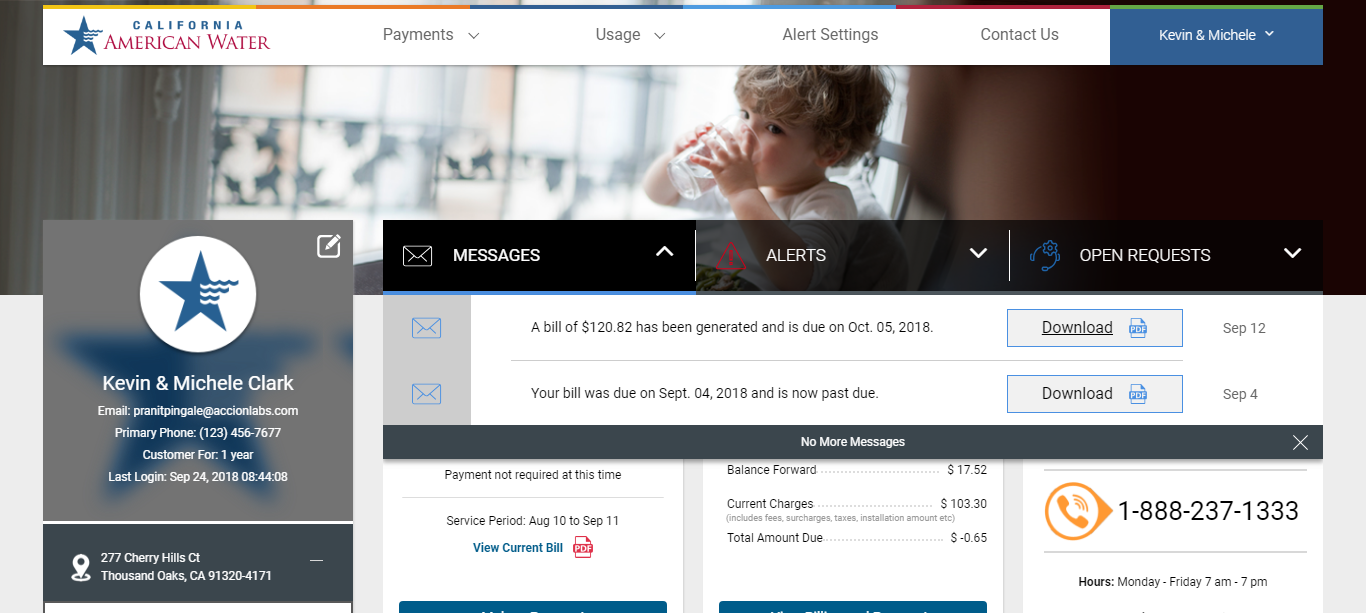 CALIFORNIA
AMERICAN WATER
Payments
Usage
Alert Settings
Contact Us
Kevin & Michele
Kevin & Michele Clark
Email: pranitpingale@accionlabs.com
Primary Phone: (123) 456-7677
Customer For: 1 year
Last Login: Sep 24, 2018 08:44:08
277 Cherry Hills Ct
Thousand Oaks, CA 91320-4171
MESSAGES
ALERTS
OPEN REQUESTS
A bill of $120.82 has been generated and is due on Oct. 05, 2018.
Download
PDF
Sep 12
Your bill was due on Sept. 04, 2018 and is now past due.
Download
PDF
Sep 4
No More Messages
Payment not required at this time
Service Period: Aug 10 to Sep 11
View Current Bill
PDF
Balance Forward $ 17.52
Current Charges $ 103.30
(includes fees, surcharges, taxes, installation amount etc)
Total Amount Due $ -0.65
1-888-237-1333
Hours: Monday - Friday 7 am - 7 pm